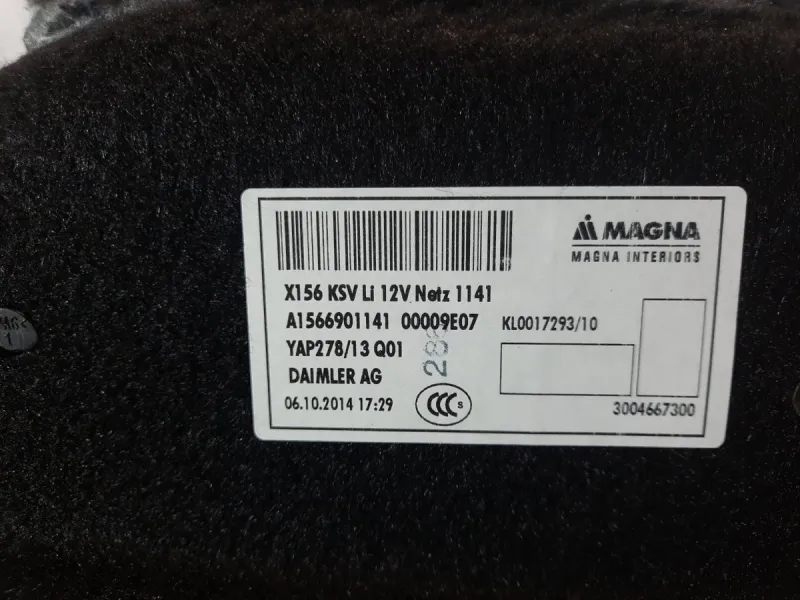 MAGNA
MAGNA INTERIORS
X156 KSV Li 12V Netz 1141
A1566901141 00009E07
KL0017293/10
YAP278/13 Q01
DAIMLER AG
06.10.2014 17:29
CCC S
3004667300